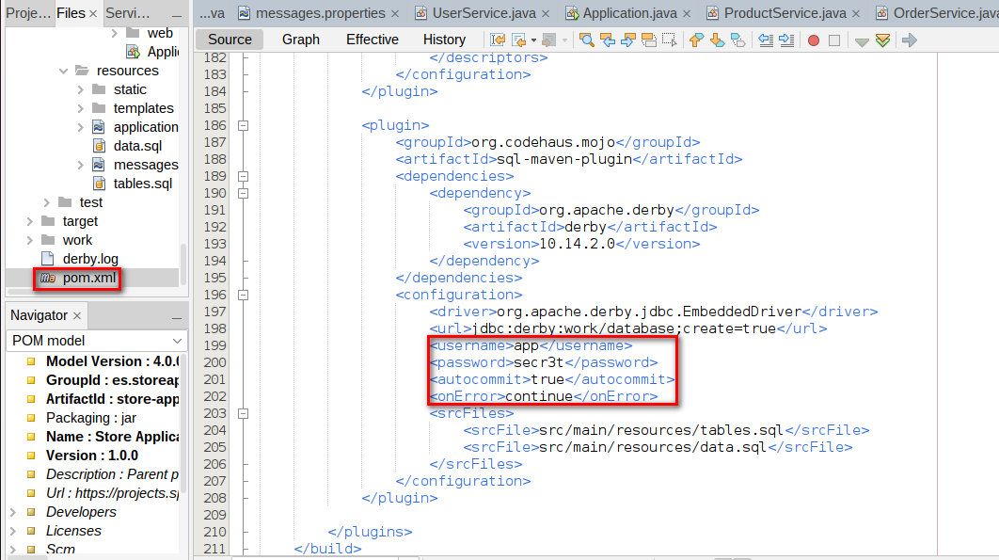 Proje... Files × Servi...
...va messages.properties × UserService.java × Application.java × ProductService.java × OrderService.java
Source Graph Effective History
web
Applic
resources
static
templates
application
data.sql
messages
tables.sql
test
target
work
derby.log
pom.xml
Navigator ×
POM model
Model Version : 4.0.0
GroupId : es.storeap
ArtifactId : store-app
Packaging : jar
Name : Store Applica
Version : 1.0.0
Description : Parent p
Url : https://projects.sp
Developers
Licenses
Scm
182 </descriptors>
183 </configuration>
184 </plugin>
185
186 <plugin>
187 <groupId>org.codehaus.mojo</groupId>
188 <artifactId>sql-maven-plugin</artifactId>
189 <dependencies>
190 <dependency>
191 <groupId>org.apache.derby</groupId>
192 <artifactId>derby</artifactId>
193 <version>10.14.2.0</version>
194 </dependency>
195 </dependencies>
196 <configuration>
197 <driver>org.apache.derby.jdbc.EmbeddedDriver</driver>
198 <url>jdbc:derby:work/database;create=true</url>
199 <username>app</username>
200 <password>secr3t</password>
201 <autocommit>true</autocommit>
202 <onError>continue</onError>
203 <srcFiles>
204 <srcFile>src/main/resources/tables.sql</srcFile>
205 <srcFile>src/main/resources/data.sql</srcFile>
206 </srcFiles>
207 </configuration>
208 </plugin>
209
210 </plugins>
211 </build>